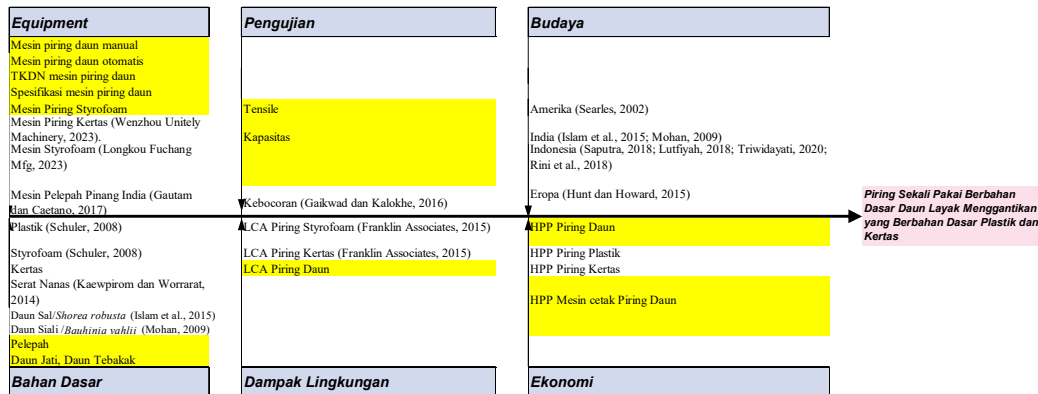 Equipment
Pengujian
Budaya
Mesin piring daun manual
Mesin piring daun otomatis
TKDN mesin piring daun
Spesifikasi mesin piring daun
Mesin Piring Styrofoam
Mesin Piring Kertas (Wenzhou Unitely
Machinery, 2023).
Mesin Styrofoam (Longkou Fuchang
Mfg, 2023)
Mesin Pelepah Pinang India (Gautam
dan Caetano, 2017)
Tensile
Kapasitas
Kebocoran (Gaikwad dan Kalokhe, 2016)
Amerika (Searles, 2002)
India (Islam et al., 2015; Mohan, 2009)
Indonesia (Saputra, 2018; Lutfiyah, 2018; Triwidayati, 2020;
Rini et al., 2018)
Eropa (Hunt dan Howard, 2015)
Piring Sekali Pakai Berbahan
Dasar Daun Layak Menggantikan
yang Berbahan Dasar Plastik dan
Kertas
Plastik (Schuler, 2008)
Styrofoam (Schuler, 2008)
Kertas
Serat Nanas (Kaewpirom dan Worrarat,
2014)
Daun Sal/Shorea robusta (Islam et al., 2015)
Daun Siali /Bauhinia vahlii (Mohan, 2009)
Pelepah
Daun Jati, Daun Tebakak
LCA Piring Styrofoam (Franklin Associates, 2015)
LCA Piring Kertas (Franklin Associates, 2015)
LCA Piring Daun
HPP Piring Daun
HPP Piring Plastik
HPP Piring Kertas
HPP Mesin cetak Piring Daun
Bahan Dasar
Dampak Lingkungan
Ekonomi